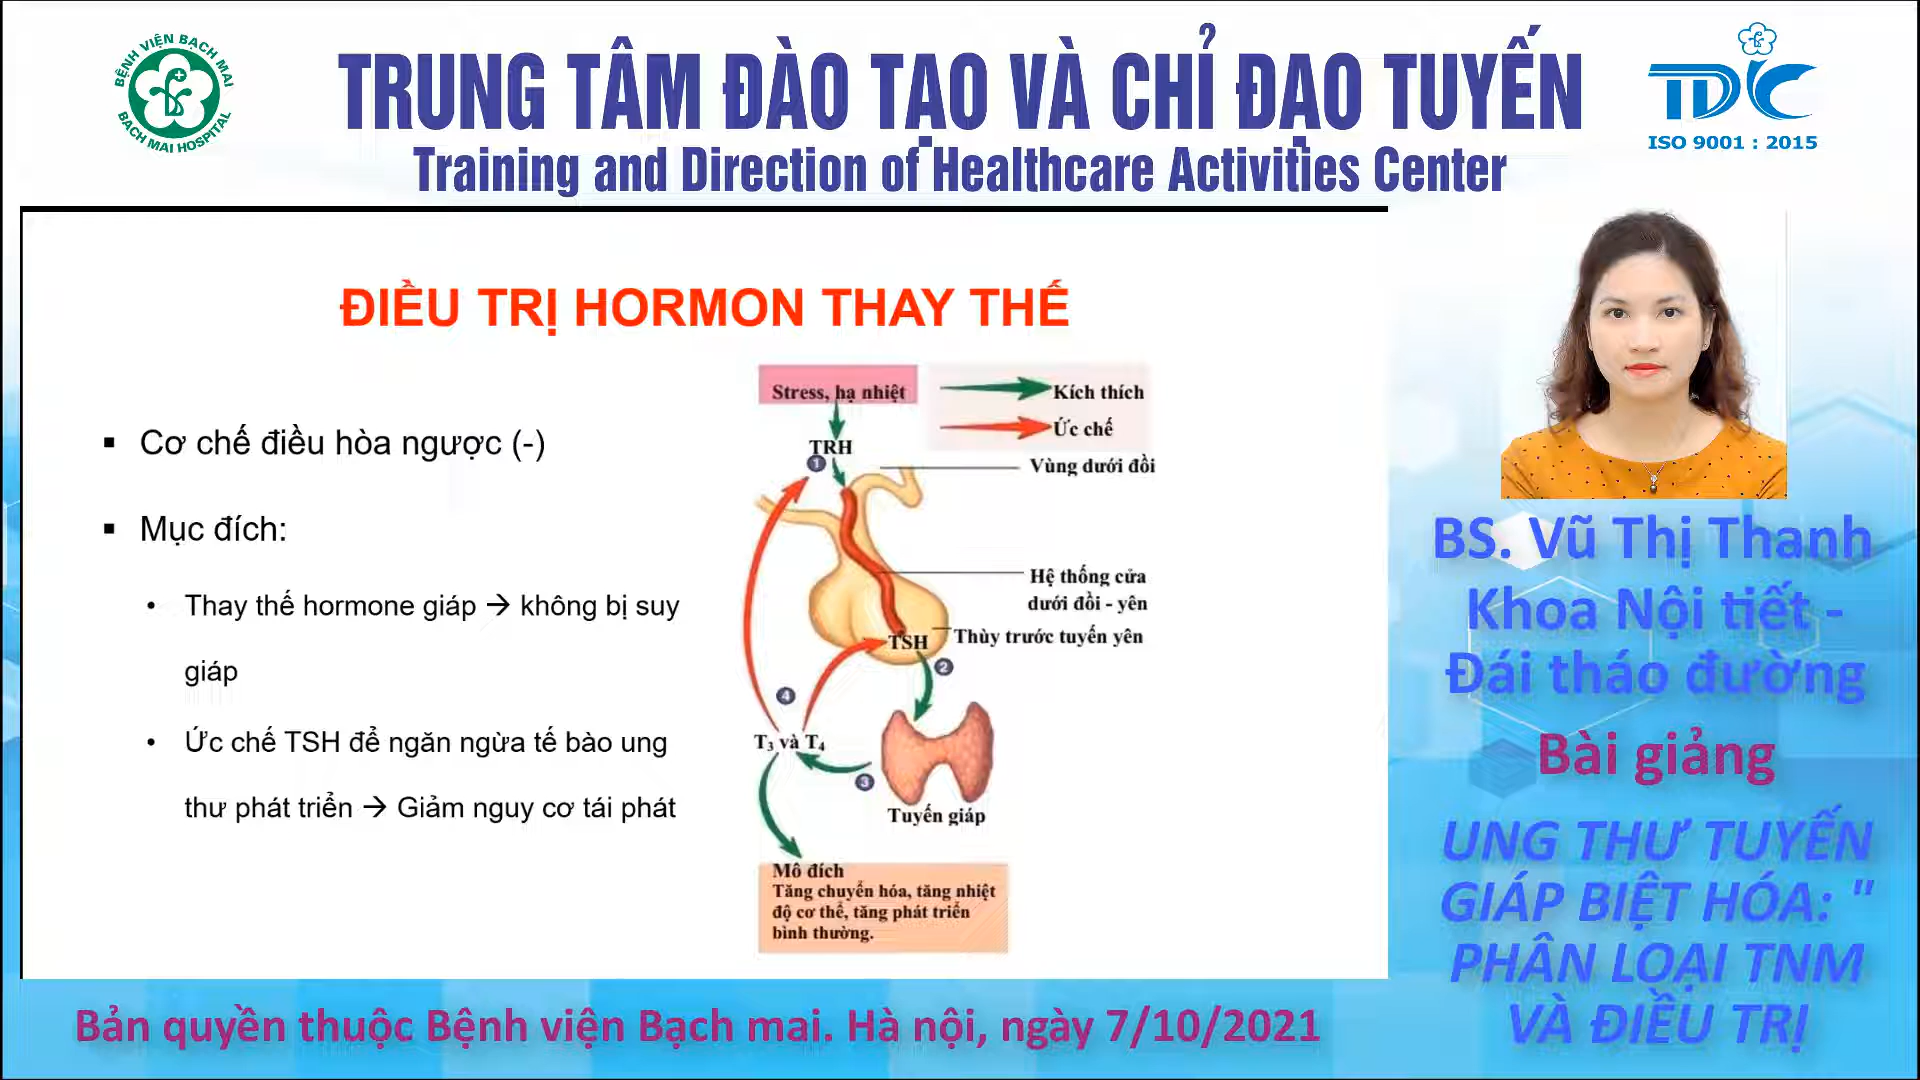 BỆNH VIỆN BẠCH MAI
BACH MAI HOSPITAL
TRUNG TÂM ĐÀO TẠO VÀ CHỈ ĐẠO TUYẾN
Training and Direction of Healthcare Activities Center
TDC
ISO 9001 : 2015
ĐIỀU TRỊ HORMON THAY THẾ
▪ Cơ chế điều hòa ngược (-)
▪ Mục đích:
• Thay thế hormone giáp → không bị suy
giáp
• Ức chế TSH để ngăn ngừa tế bào ung
thư phát triển → Giảm nguy cơ tái phát
Stress, hạ nhiệt
Kích thích
Ức chế
TRH
1
Vùng dưới đồi
Hệ thống cửa
dưới đồi - yên
TSH
Thùy trước tuyến yên
2
4
T₃ và T₄
3
Tuyến giáp
Mô đích
Tăng chuyển hóa, tăng nhiệt
độ cơ thể, tăng phát triển
bình thường.
BS. Vũ Thị Thanh
Khoa Nội tiết -
Đái tháo đường
Bài giảng
UNG THƯ TUYẾN
GIÁP BIỆT HÓA: "
PHÂN LOẠI TNM
VÀ ĐIỀU TRỊ
Bản quyền thuộc Bệnh viện Bạch mai. Hà nội, ngày 7/10/2021